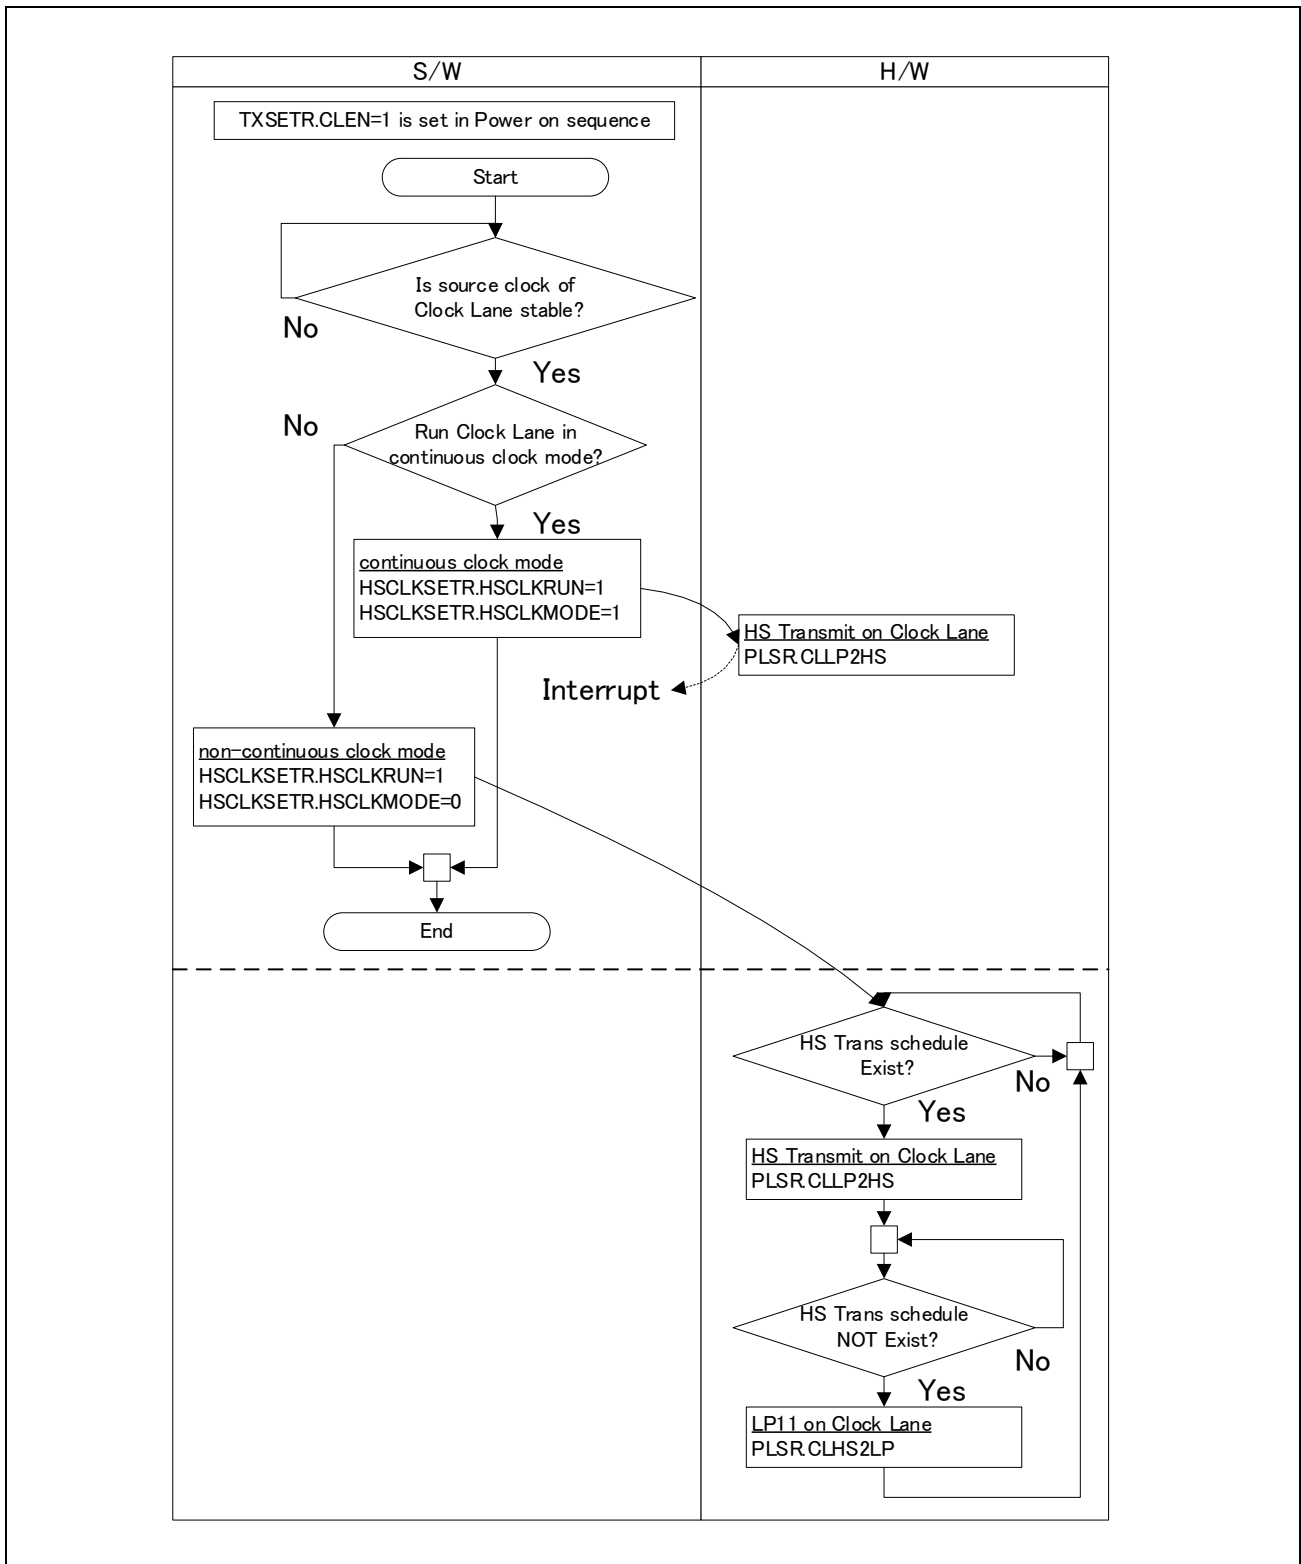 S/W
H/W
TXSETR.CLEN=1 is set in Power on sequence
Start
Is source clock of
Clock Lane stable?
No
Yes
No
Run Clock Lane in
continuous clock mode?
Yes
continuous clock mode
HSCLKSETR.HSCLKRUN=1
HSCLKSETR.HSCLKMODE=1
HS Transmit on Clock Lane
PLSR.CLLP2HS
Interrupt
non-continuous clock mode
HSCLKSETR.HSCLKRUN=1
HSCLKSETR.HSCLKMODE=0
End
HS Trans schedule
Exist?
No
Yes
HS Transmit on Clock Lane
PLSR.CLLP2HS
HS Trans schedule
NOT Exist?
No
Yes
LP11 on Clock Lane
PLSR.CLHS2LP